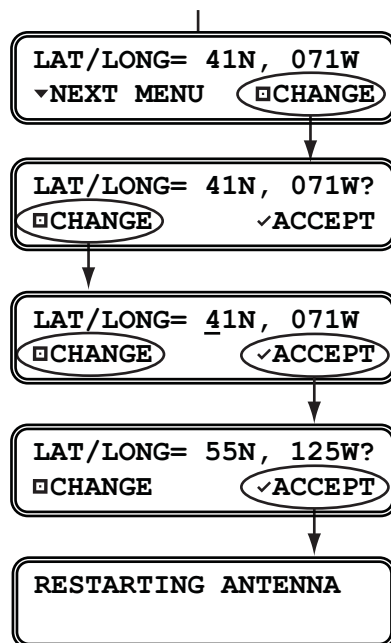 LAT/LONG= 41N, 071W
▾NEXT MENU ⊡CHANGE
LAT/LONG= 41N, 071W?
⊡CHANGE ✓ACCEPT
LAT/LONG= 41N, 071W
⊡CHANGE ✓ACCEPT
LAT/LONG= 55N, 125W?
⊡CHANGE ✓ACCEPT
RESTARTING ANTENNA